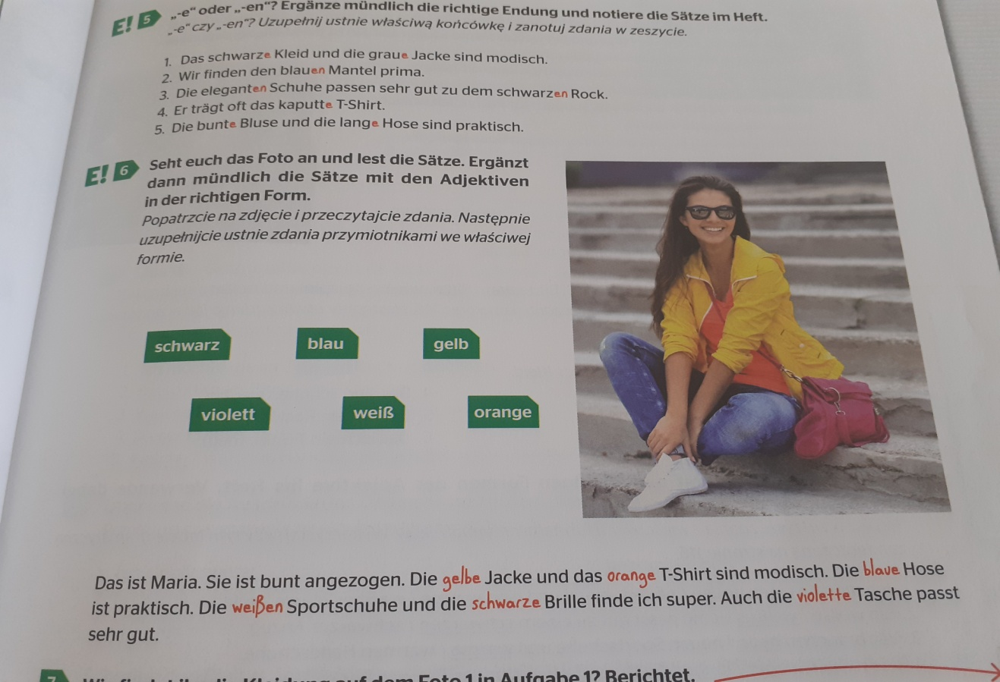 E! 5 „-e“ oder „-en“? Ergänze mündlich die richtige Endung und notiere die Sätze im Heft.
„-e“ czy „-en“? Uzupełnij ustnie właściwą końcówkę i zanotuj zdania w zeszycie.
1. Das schwarze Kleid und die graue Jacke sind modisch.
2. Wir finden den blauen Mantel prima.
3. Die eleganten Schuhe passen sehr gut zu dem schwarzen Rock.
4. Er trägt oft das kaputte T-Shirt.
5. Die bunte Bluse und die lange Hose sind praktisch.
E! 6 Seht euch das Foto an und lest die Sätze. Ergänzt
dann mündlich die Sätze mit den Adjektiven
in der richtigen Form.
Popatrzcie na zdjęcie i przeczytajcie zdania. Następnie
uzupełnijcie ustnie zdania przymiotnikami we właściwej
formie.
schwarz blau gelb
violett weiß orange
Das ist Maria. Sie ist bunt angezogen. Die gelbe Jacke und das orange T-Shirt sind modisch. Die blaue Hose
ist praktisch. Die weißen Sportschuhe und die schwarze Brille finde ich super. Auch die violette Tasche passt
sehr gut.
7 Wie findet ihr die Kleidung auf dem Foto 1 in Aufgabe 1? Berichtet.